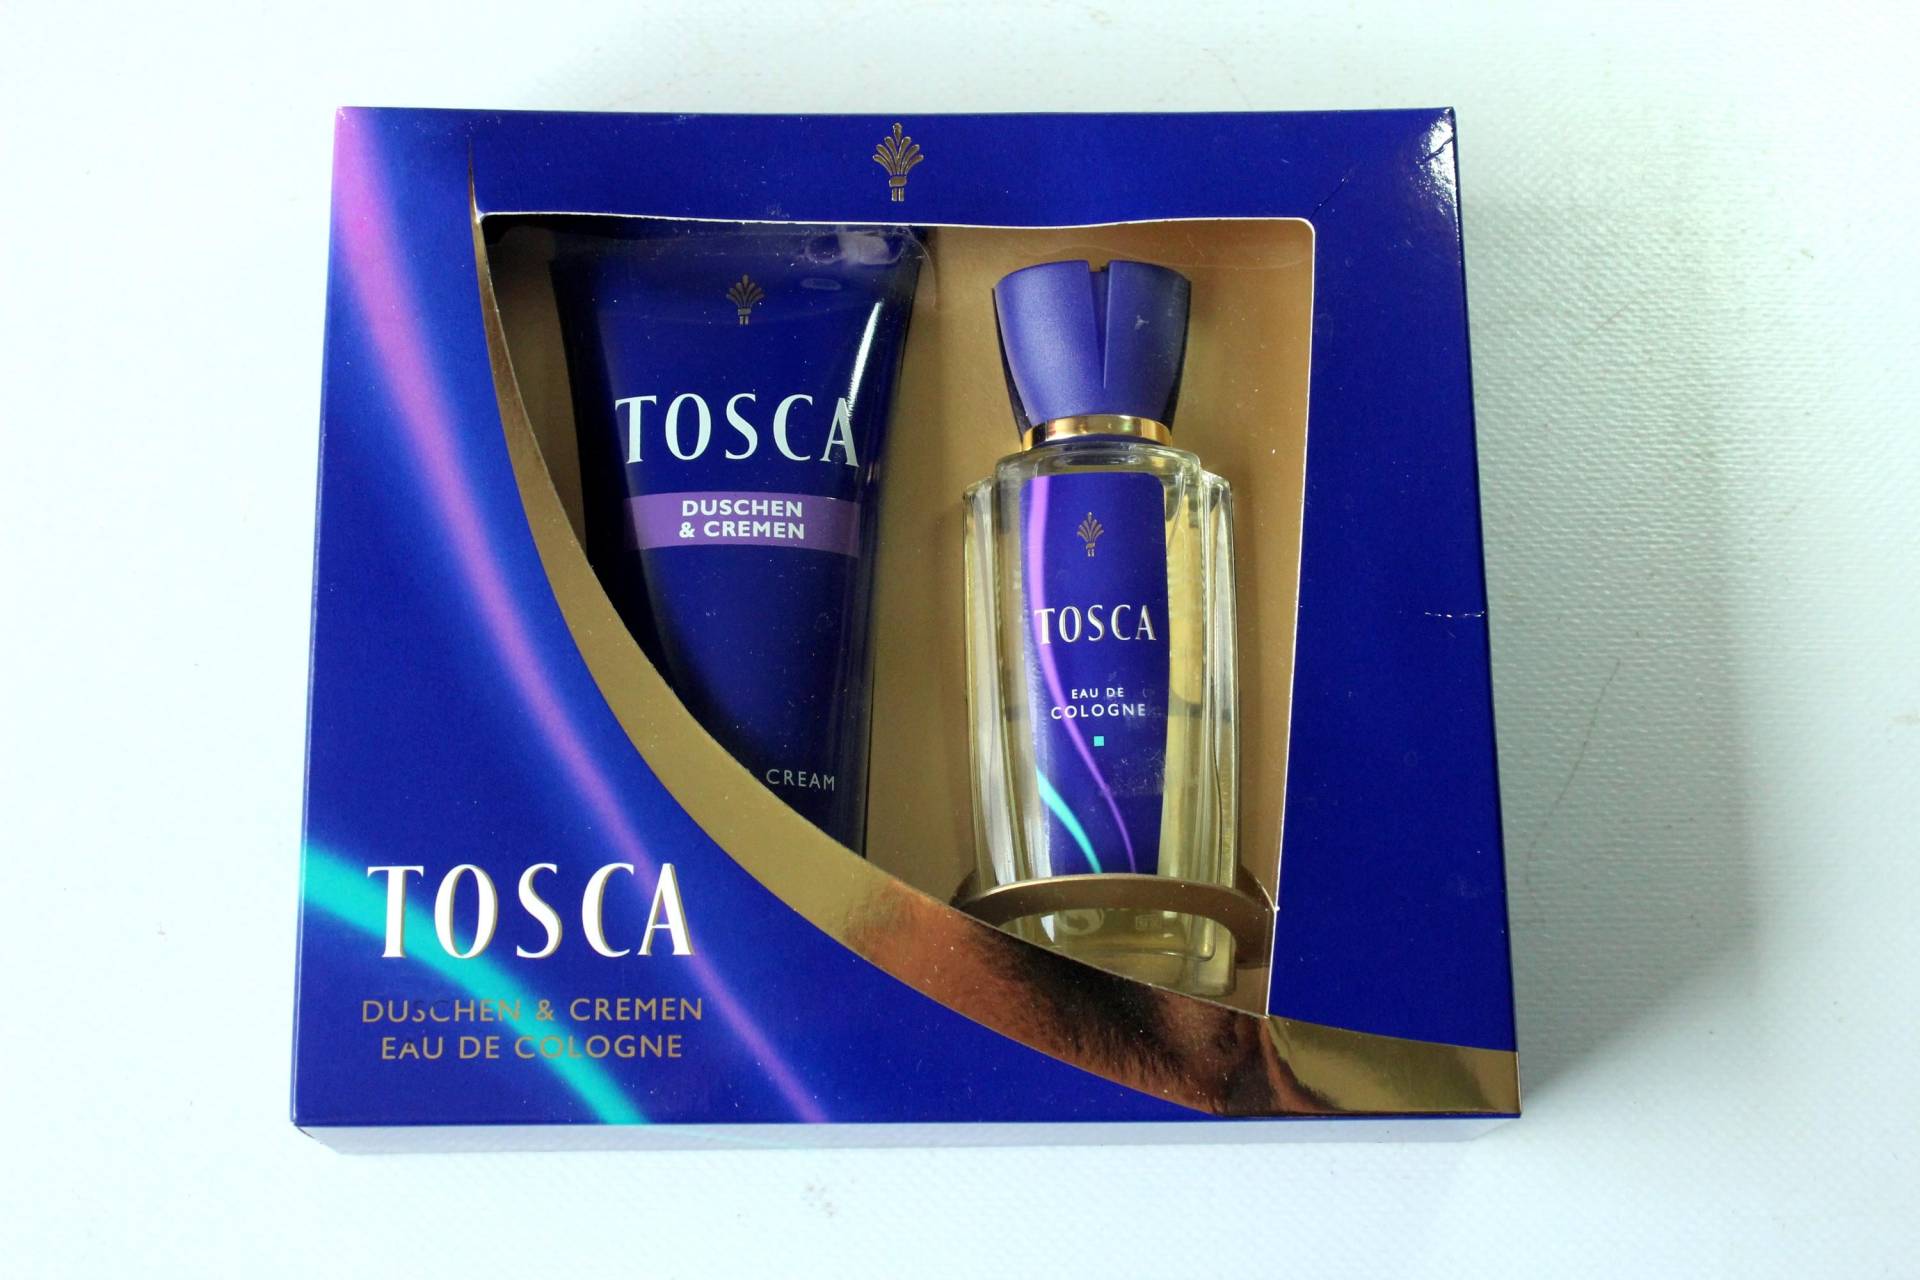 TOSCA
DUSCHEN
& CREMEN
CREAM
TOSCA
EAU DE
COLOGNE
TOSCA
DUSCHEN & CREMEN
EAU DE COLOGNE